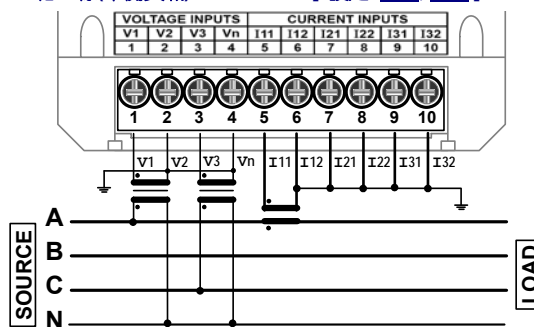 VOLTAGE INPUTS CURRENT INPUTS
V1 V2 V3 Vn I11 I12 I21 I22 I31 I32
1 2 3 4 5 6 7 8 9 10
1 2 3 4 5 6 7 8 9 10
V1 V2 V3 Vn I11 I12 I21 I22 I31 I32
A
B
C
N
SOURCE
LOAD